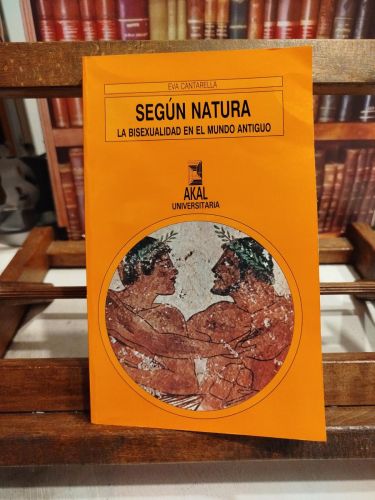 EVA CANTARELLA
SEGÚN NATURA
LA BISEXUALIDAD EN EL MUNDO ANTIGUO
AKAL
UNIVERSITARIA